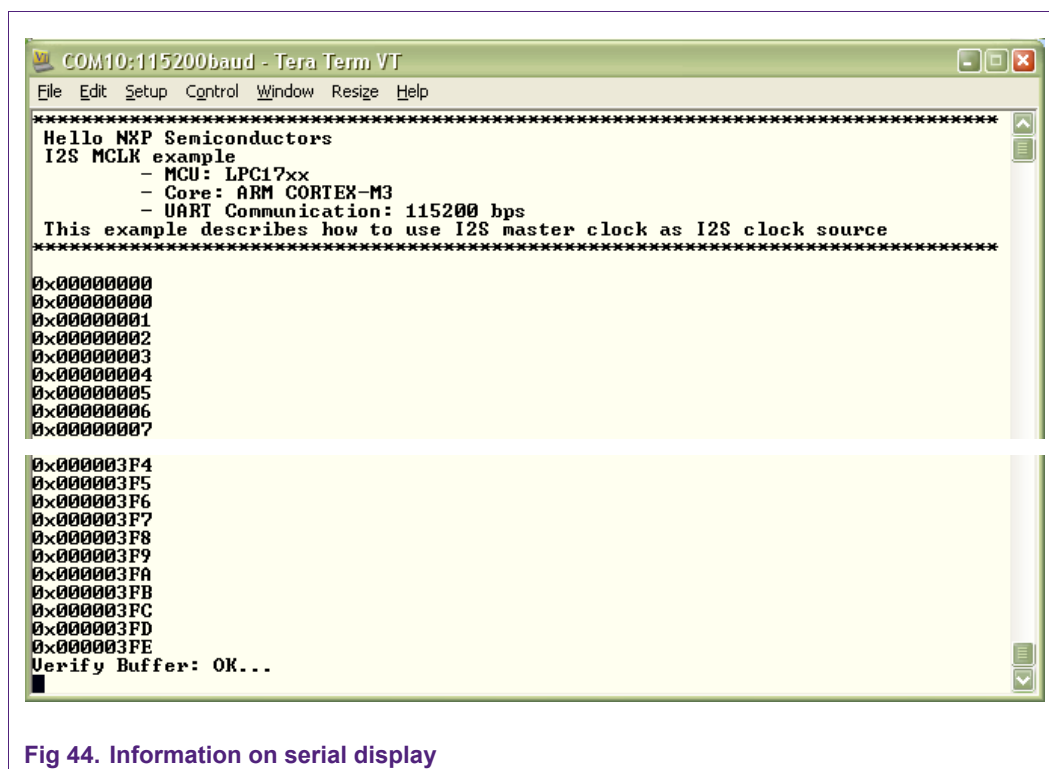 COM10:115200baud - Tera Term VT
File Edit Setup Control Window Resize Help
********************************************************************************
Hello NXP Semiconductors
I2S MCLK example
- MCU: LPC17xx
- Core: ARM CORTEX-M3
- UART Communication: 115200 bps
This example describes how to use I2S master clock as I2S clock source
********************************************************************************
0x00000000
0x00000000
0x00000001
0x00000002
0x00000003
0x00000004
0x00000005
0x00000006
0x00000007
0x000003F4
0x000003F5
0x000003F6
0x000003F7
0x000003F8
0x000003F9
0x000003FA
0x000003FB
0x000003FC
0x000003FD
0x000003FE
Verify Buffer: OK...
Fig 44. Information on serial display